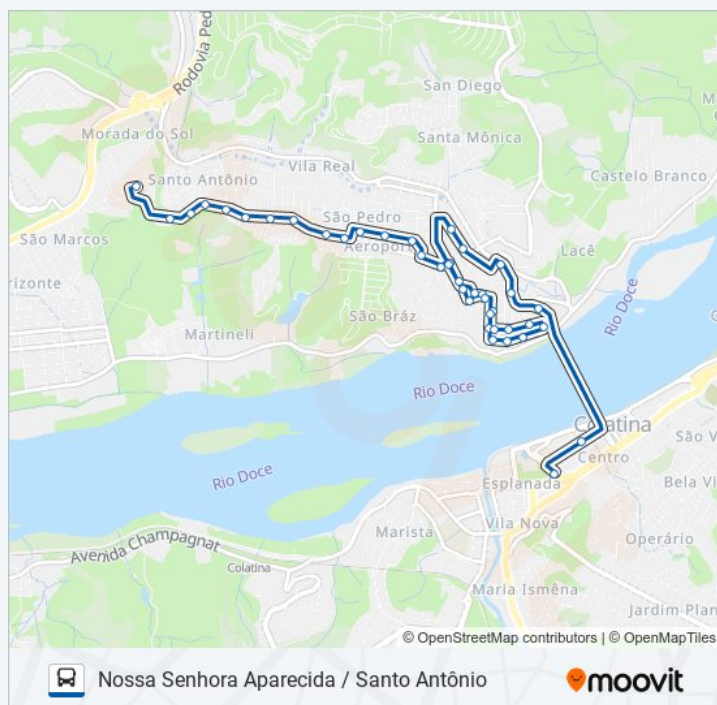 Rodovia Ped
San Diego
Morada do Sol
Santa Mônica
Vila Real
Castelo Branco
Santo Antônio
São Pedro
São Marcos
Aeroporto
Lacê
rizonte
Rio Doce
São Bráz
Martineli
Rio Doce
Colatina
São V
Centro
Rio Doce
Esplanada
Bela Vi
Vila Nova
Marista
Operário
Avenida Champagnat
Colatina
Maria Ismêna
Jardim Plan
© OpenStreetMap contributors | © OpenMapTiles
Nossa Senhora Aparecida / Santo Antônio
moovit